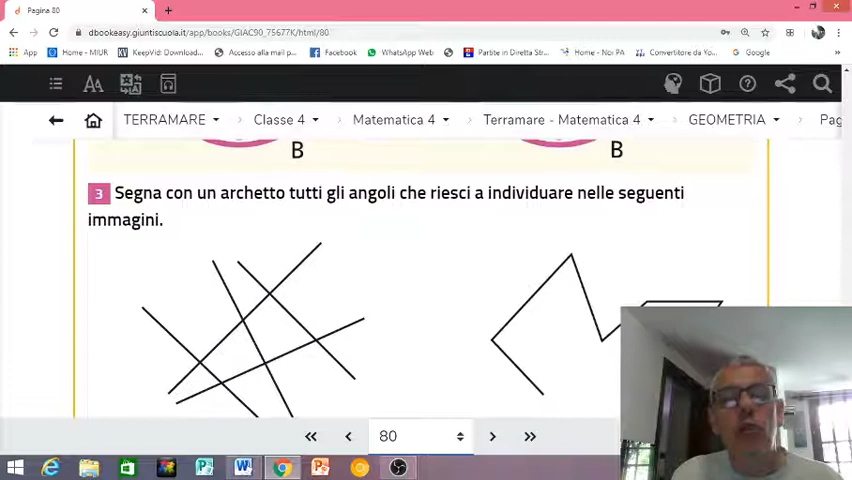 Pagina 80
dbookeasy.giuntiscuola.it/app/books/GIAC90_75677K/html/80
App Home - MIUR KeepVid: Download... Accesso alla mail p... Facebook WhatsApp Web Partite in Diretta Str... Home - Noi PA Convertitore da Yo... Google
TERRAMARE Classe 4 Matematica 4 Terramare - Matematica 4 GEOMETRIA Pag
B B
3 Segna con un archetto tutti gli angoli che riesci a individuare nelle seguenti
immagini.
80